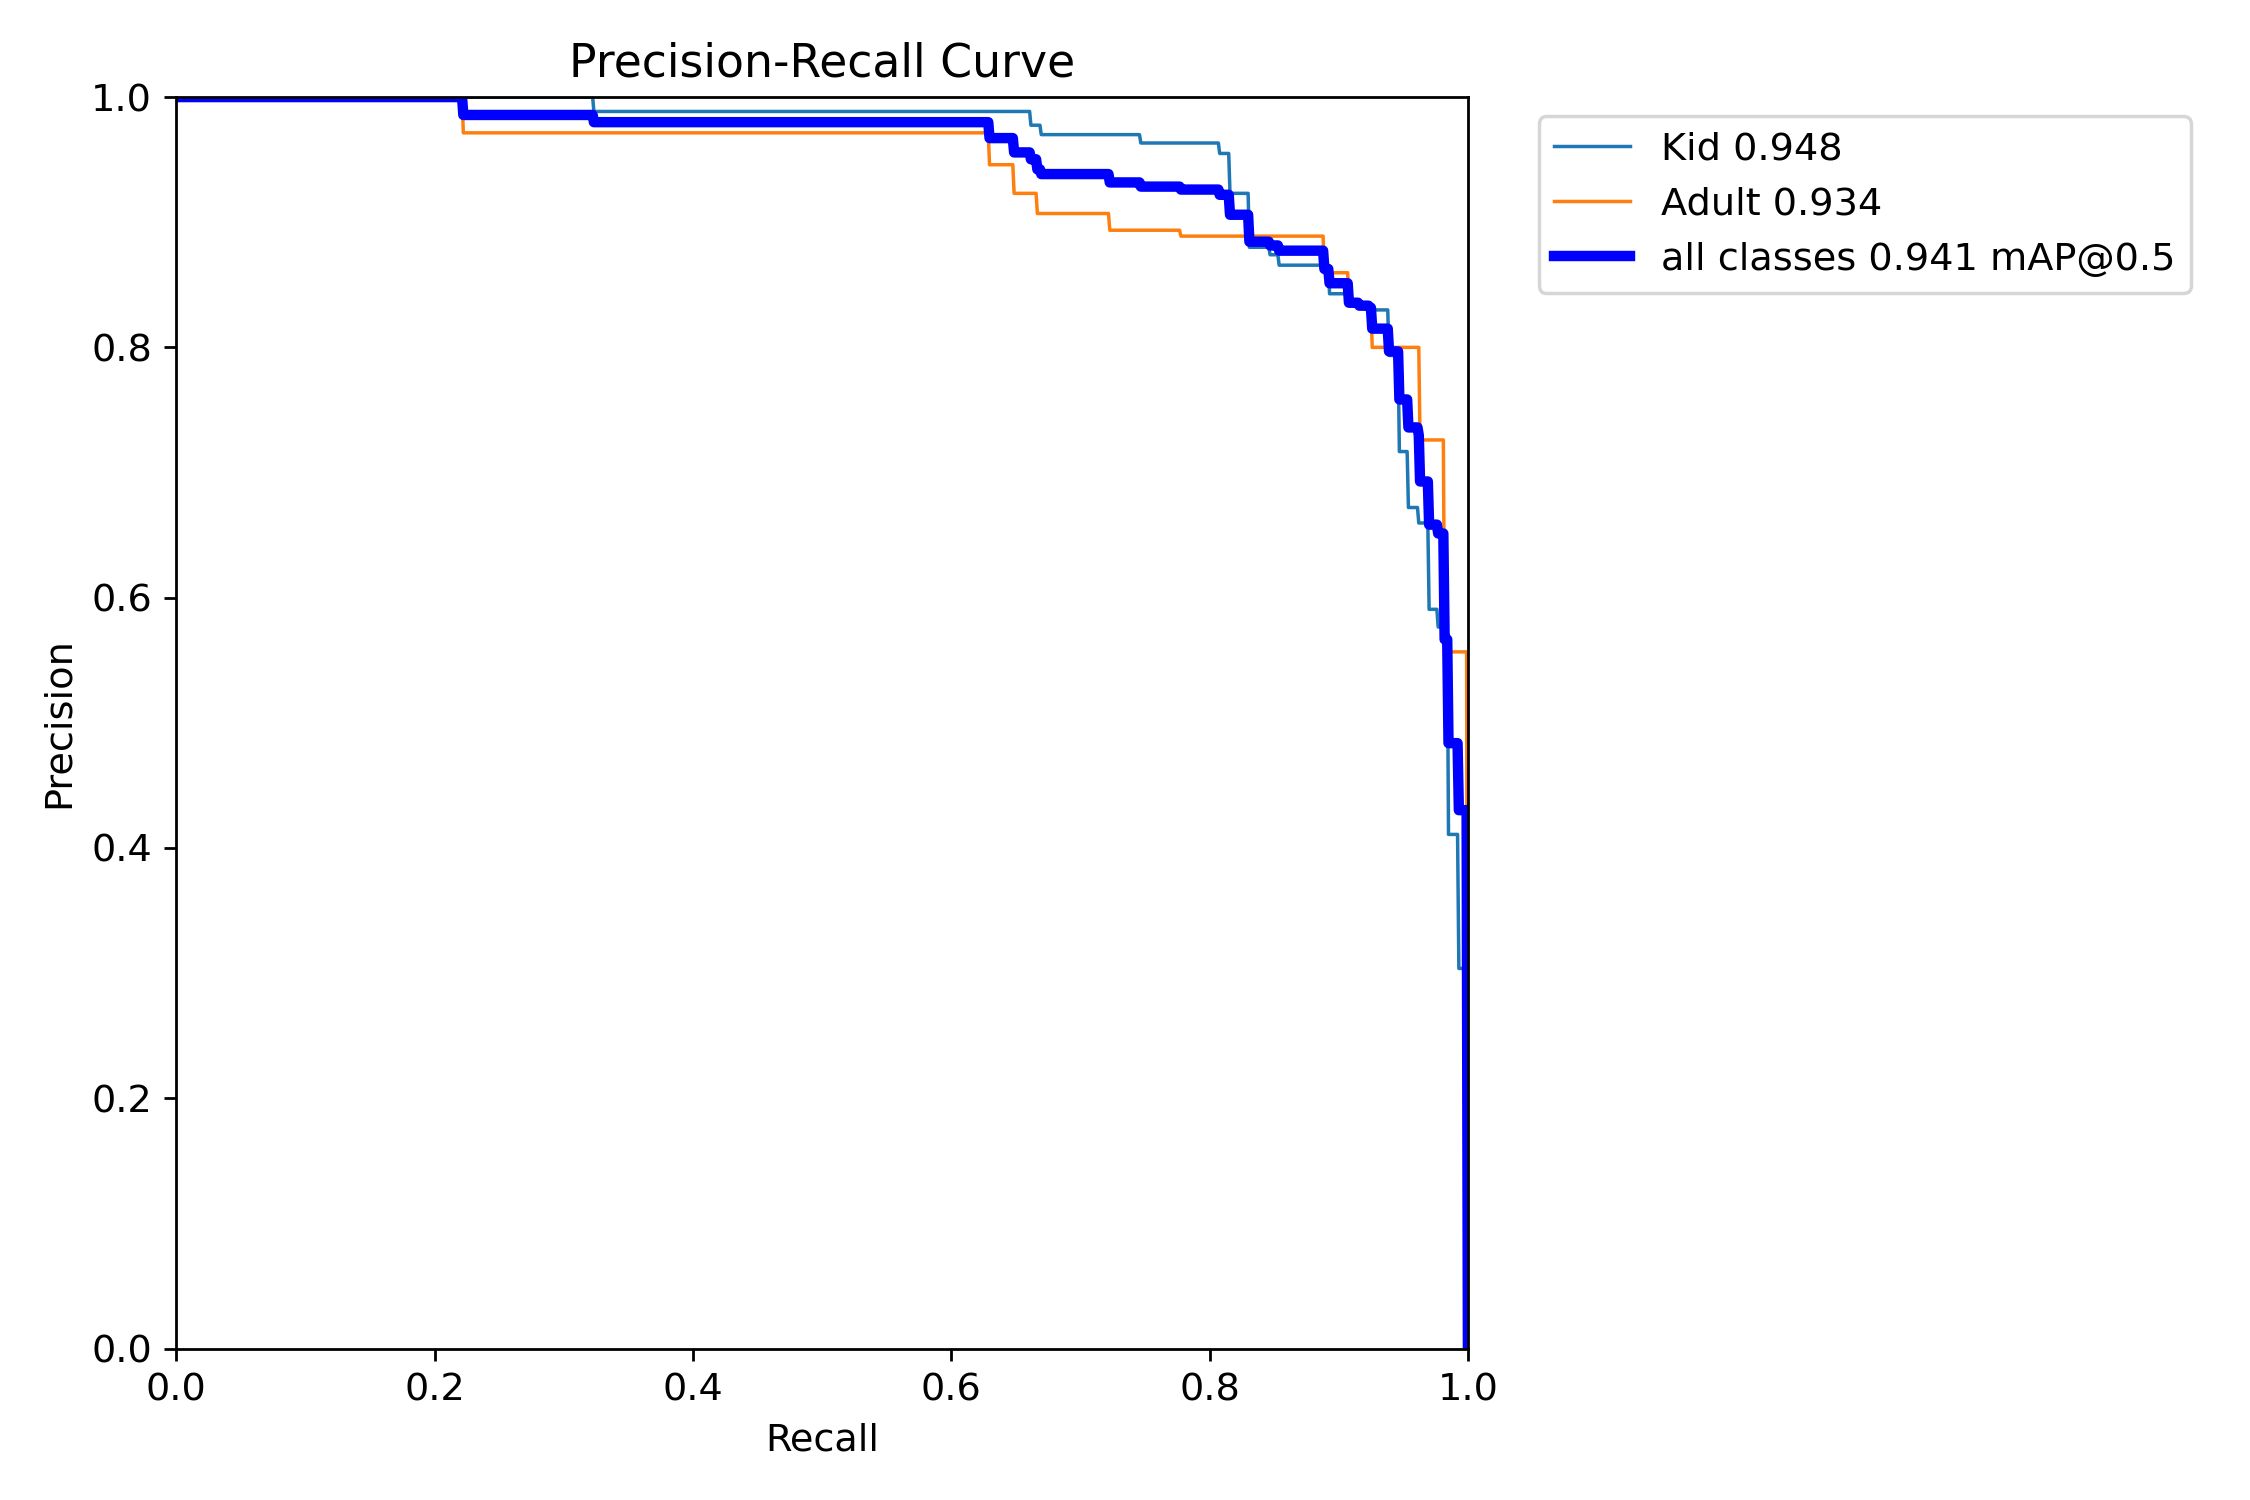 Precision-Recall Curve
1.0
0.8
0.6
0.4
0.2
0.0
Precision
0.0 0.2 0.4 0.6 0.8 1.0
Recall
Kid 0.948
Adult 0.934
all classes 0.941 mAP@0.5